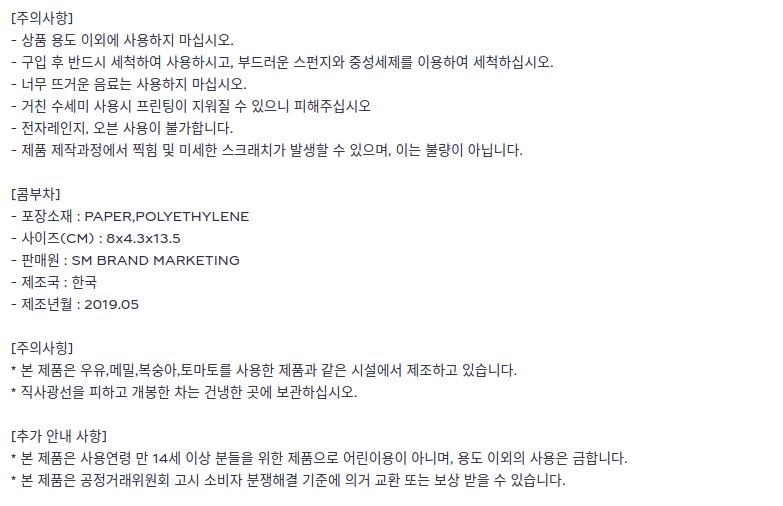 [주의사항]
- 상품 용도 이외에 사용하지 마십시오.
- 구입 후 반드시 세척하여 사용하시고, 부드러운 스펀지와 중성세제를 이용하여 세척하십시오.
- 너무 뜨거운 음료는 사용하지 마십시오.
- 거친 수세미 사용시 프린팅이 지워질 수 있으니 피해주십시오
- 전자레인지, 오븐 사용이 불가합니다.
- 제품 제작과정에서 찍힘 및 미세한 스크래치가 발생할 수 있으며, 이는 불량이 아닙니다.
[콤부차]
- 포장소재 : PAPER,POLYETHYLENE
- 사이즈(CM) : 8x4.3x13.5
- 판매원 : SM BRAND MARKETING
- 제조국 : 한국
- 제조년월 : 2019.05
[주의사힝]
* 본 제품은 우유,메밀,복숭아,토마토를 사용한 제품과 같은 시설에서 제조하고 있습니다.
* 직사광선을 피하고 개봉한 차는 건냉한 곳에 보관하십시오.
[추가 안내 사항]
* 본 제품은 사용연령 만 14세 이상 분들을 위한 제품으로 어린이용이 아니며, 용도 이외의 사용은 금합니다.
* 본 제품은 공정거래위원회 고시 소비자 분쟁해결 기준에 의거 교환 또는 보상 받을 수 있습니다.